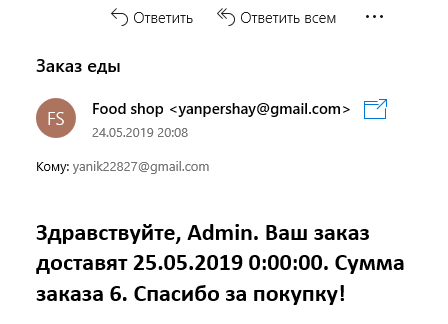 Ответить Ответить всем ...
Заказ еды
FS
Food shop <yanpershay@gmail.com>
24.05.2019 20:08
Кому: yanik22827@gmail.com
Здравствуйте, Admin. Ваш заказ
доставят 25.05.2019 0:00:00. Сумма
заказа 6. Спасибо за покупку!